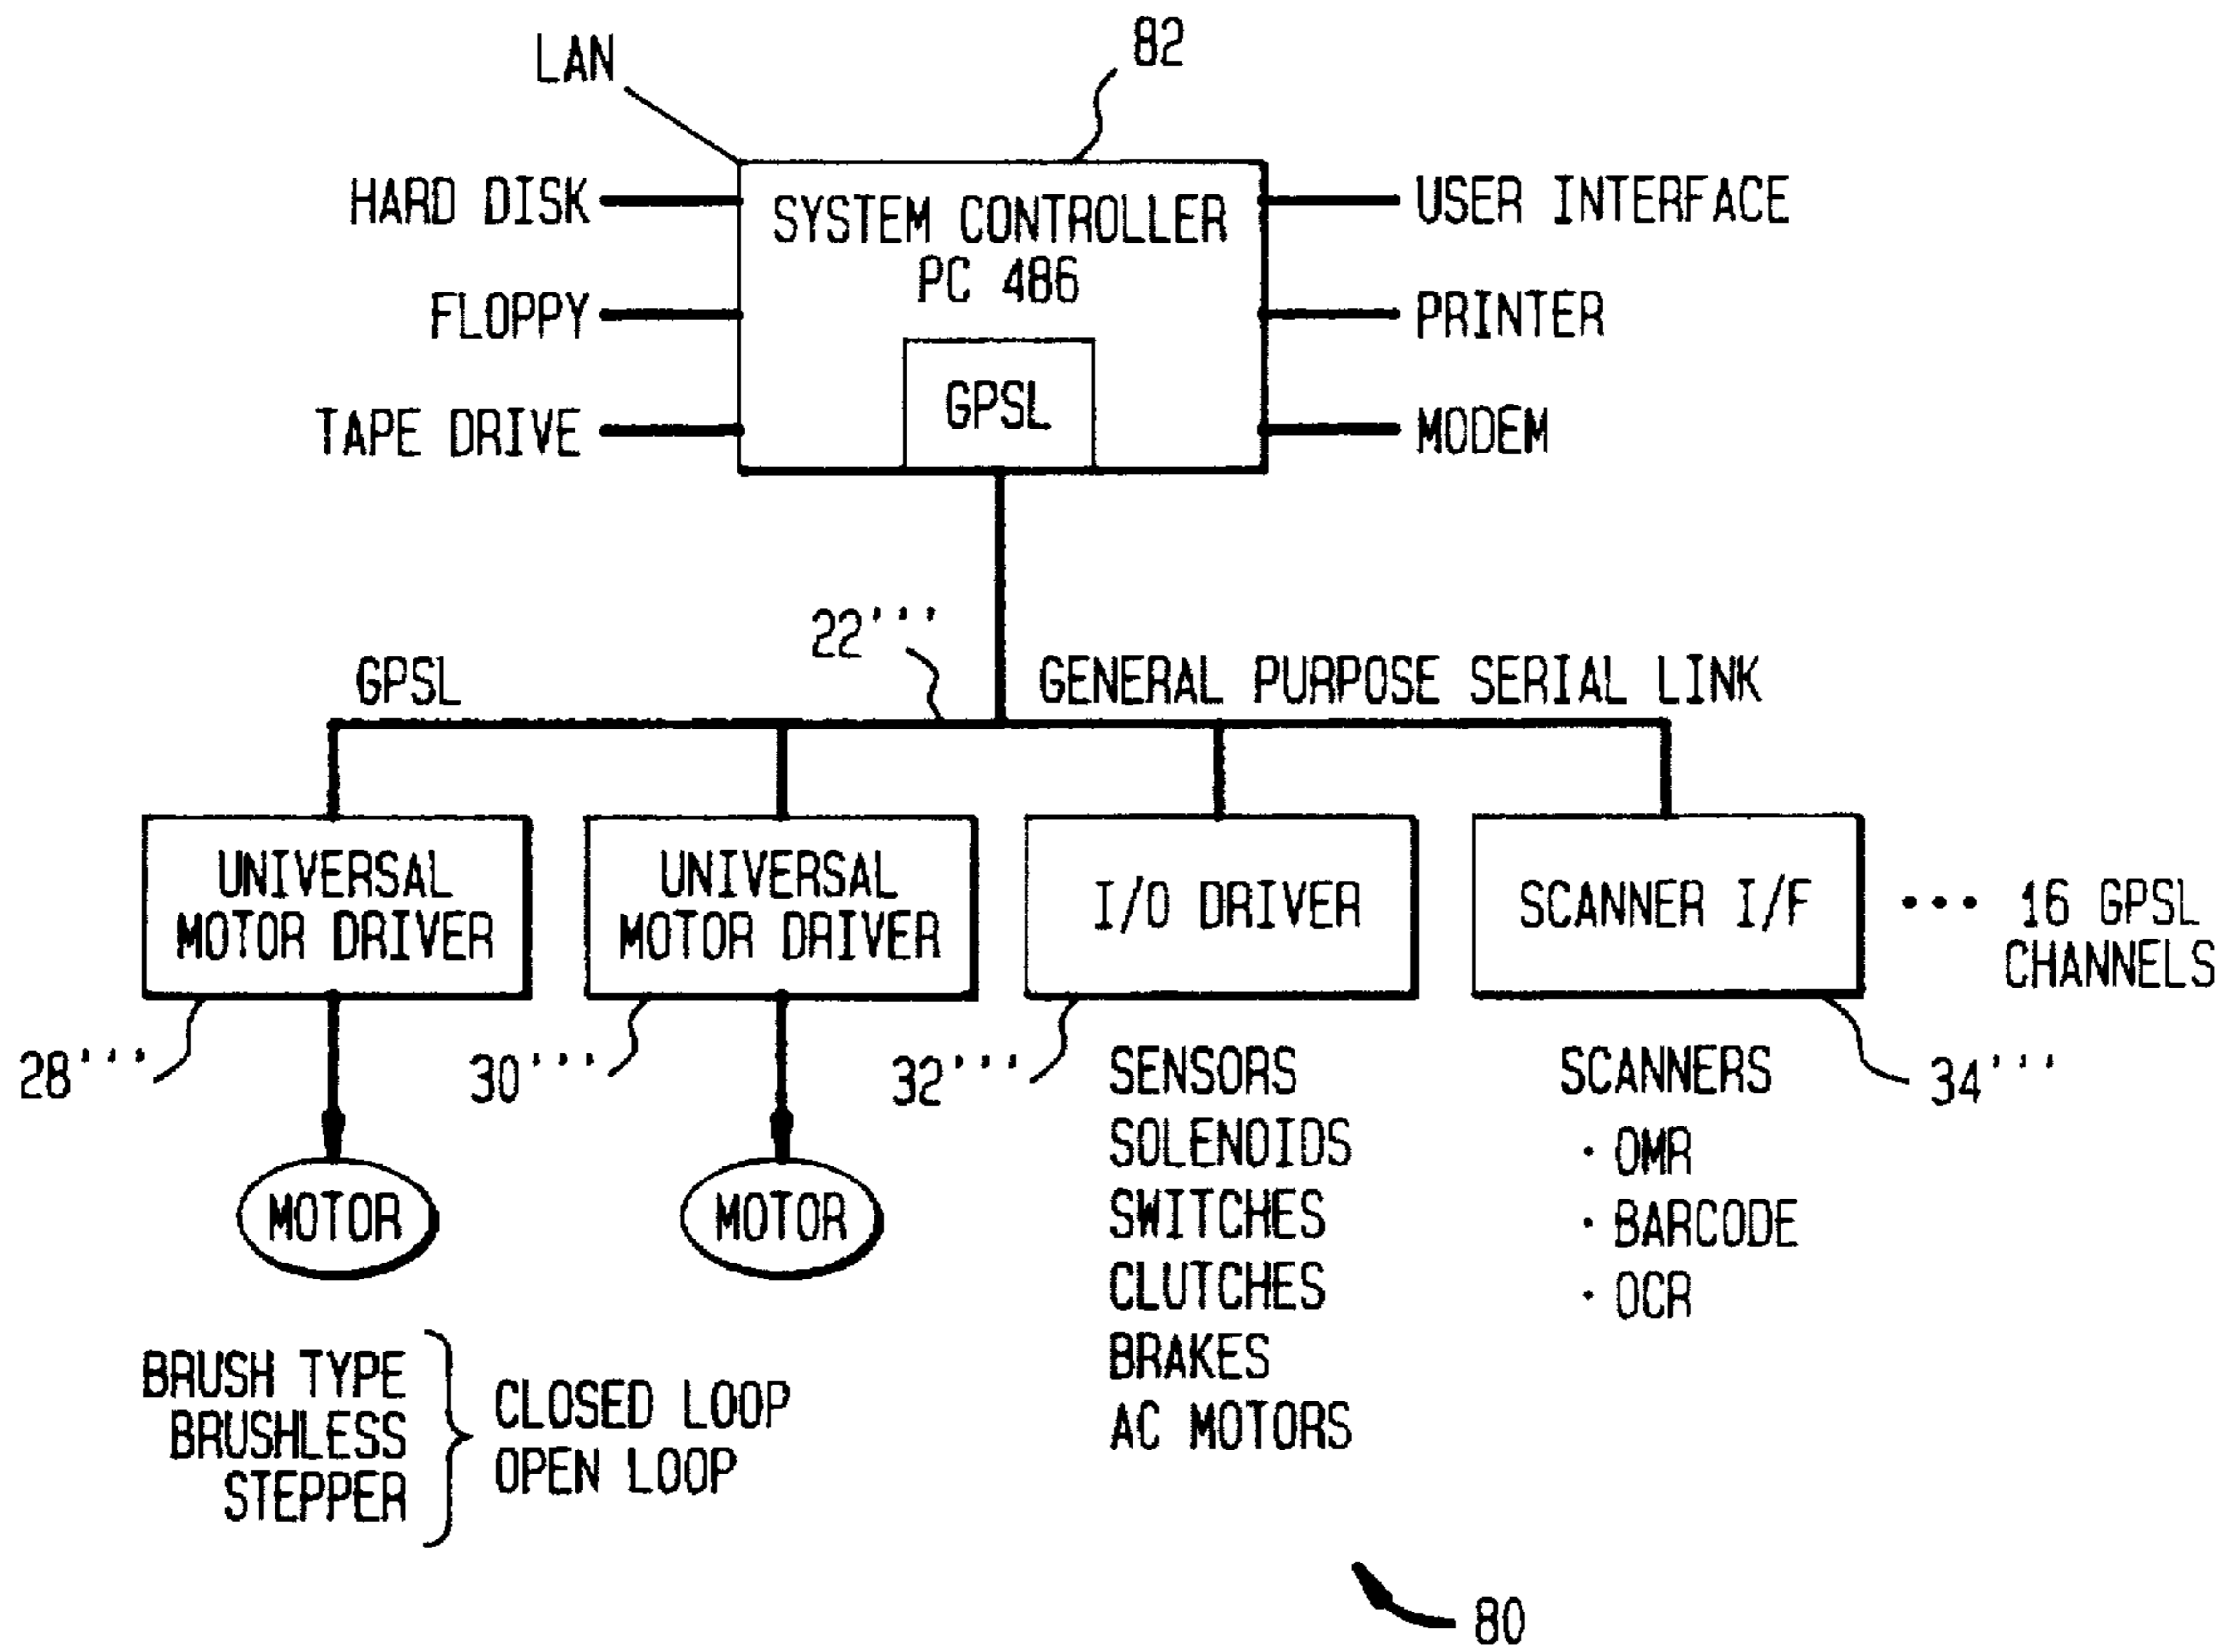 LAN
82
HARD DISK
USER INTERFACE
SYSTEM CONTROLLER
PC 486
FLOPPY
PRINTER
GPSL
TAPE DRIVE
MODEM
22'''
GPSL
GENERAL PURPOSE SERIAL LINK
UNIVERSAL
MOTOR DRIVER
UNIVERSAL
MOTOR DRIVER
I/O DRIVER
SCANNER I/F
••• 16 GPSL
CHANNELS
28'''
30'''
32'''
34'''
MOTOR
MOTOR
SENSORS
SOLENOIDS
SWITCHES
CLUTCHES
BRAKES
AC MOTORS
SCANNERS
· OMR
· BARCODE
· OCR
BRUSH TYPE
BRUSHLESS
STEPPER
CLOSED LOOP
OPEN LOOP
80